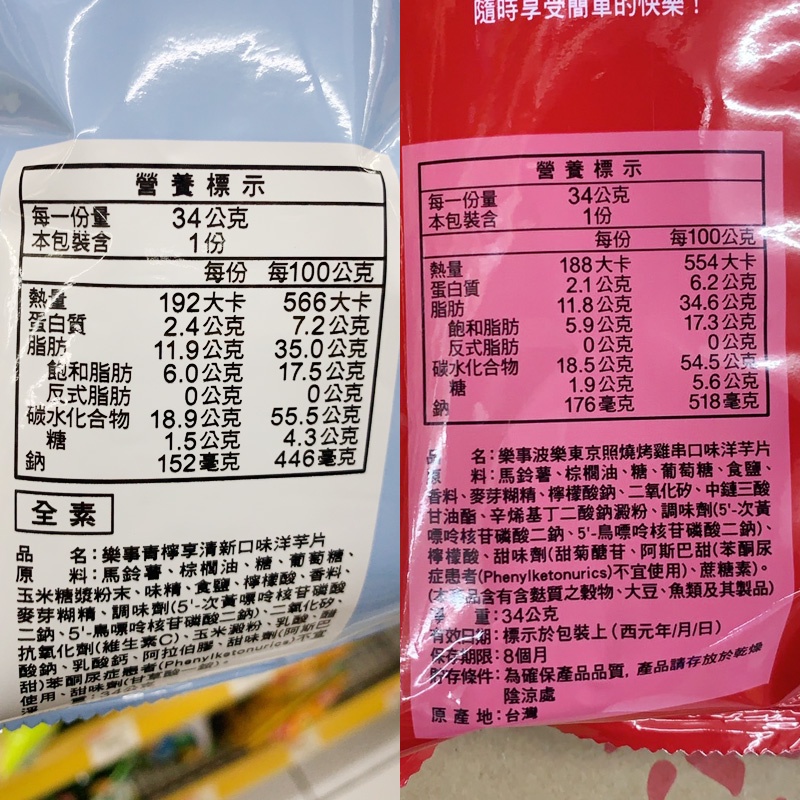 營養標示
每一份量 34公克
本包裝含 1份
每份 每100公克
熱量 192大卡 566大卡
蛋白質 2.4公克 7.2公克
脂肪 11.9公克 35.0公克
飽和脂肪 6.0公克 17.5公克
反式脂肪 0公克 0公克
碳水化合物 18.9公克 55.5公克
糖 1.5公克 4.3公克
鈉 152毫克 446毫克
全素
品 名:樂事青檸享清新口味洋芋片
原 料:馬鈴薯、棕櫚油、糖、葡萄糖、
玉米糖漿粉末、味精、食鹽、檸檬酸、香料、
麥芽糊精、調味劑(5'-次黃嘌呤核苷磷酸
二鈉、5'-鳥嘌呤核苷磷酸二鈉)、二氧化矽、
抗氧化劑(維生素C)、玉米澱粉、乳酸、
酸鈉、乳酸鈣、阿拉伯膠、甜味劑(阿斯巴
甜)苯酮尿症患者(Phenylketonurics)不宜
使用、甜味劑(甘草酸一銨)。
量:34公克
隨時享受簡單的快樂!
營養標示
每一份量 34公克
本包裝含 1份
每份 每100公克
熱量 188大卡 554大卡
蛋白質 2.1公克 6.2公克
脂肪 11.8公克 34.6公克
飽和脂肪 5.9公克 17.3公克
反式脂肪 0公克 0公克
碳水化合物 18.5公克 54.5公克
糖 1.9公克 5.6公克
鈉 176毫克 518毫克
品 名:樂事波樂東京照燒烤雞串口味洋芋片
原 料:馬鈴薯、棕櫚油、糖、葡萄糖、食鹽、
香料、麥芽糊精、檸檬酸鈉、二氧化矽、中鏈三酸
甘油酯、辛烯基丁二酸鈉澱粉、調味劑(5'-次黃
嘌呤核苷磷酸二鈉、5'-鳥嘌呤核苷磷酸二鈉)、
檸檬酸、甜味劑(甜菊醣苷、阿斯巴甜(苯酮尿
症患者(Phenylketonurics)不宜使用)、蔗糖素)。
(本產品含有含麩質之穀物、大豆、魚類及其製品)
淨 重:34公克
有效日期:標示於包裝上(西元年/月/日)
保存期限:8個月
貯存條件:為確保產品品質,產品請存放於乾燥
陰涼處
原產地:台灣